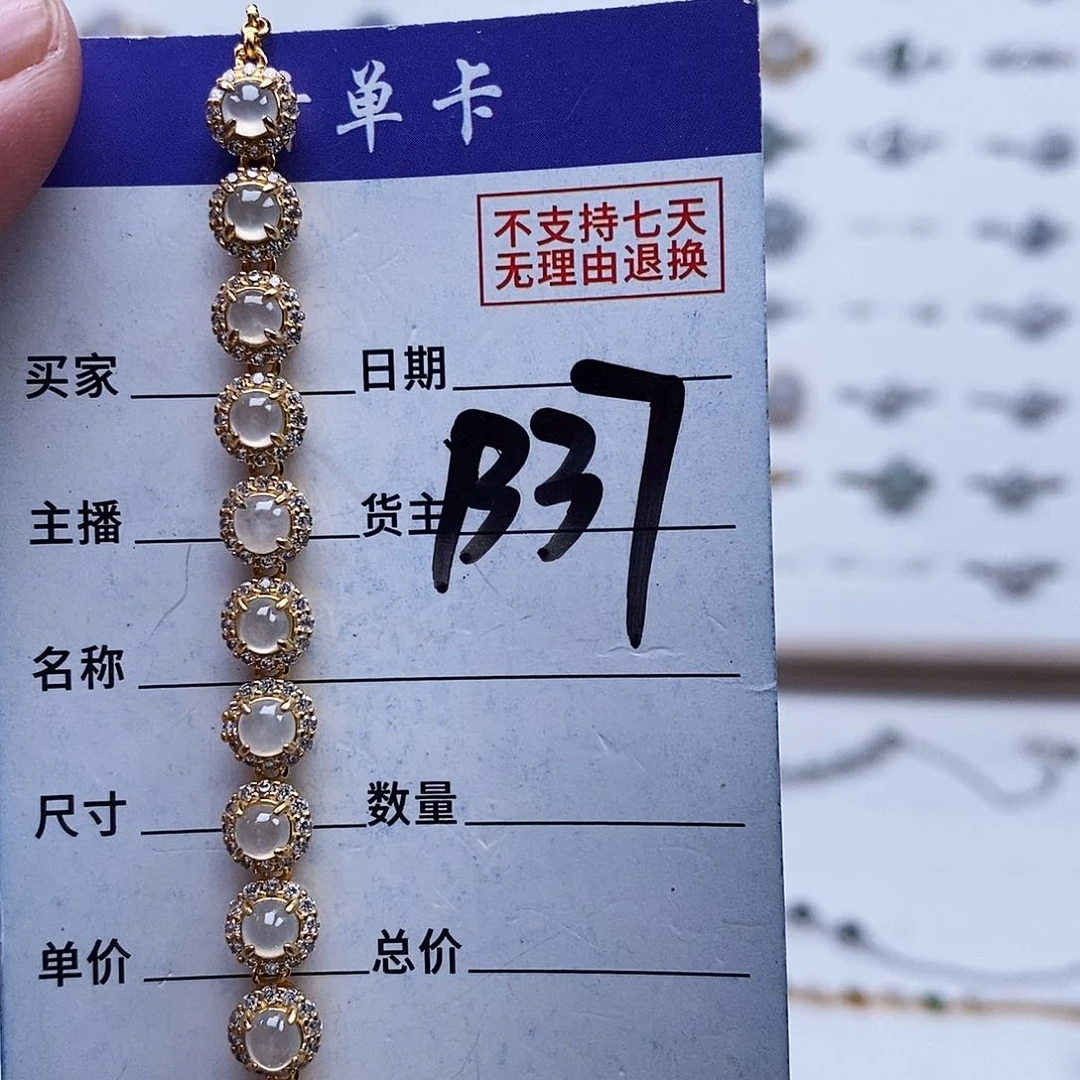 单卡
不支持七天
无理由退换
买家 日期
B37
主播 货主
名称
尺寸 数量
单价 总价